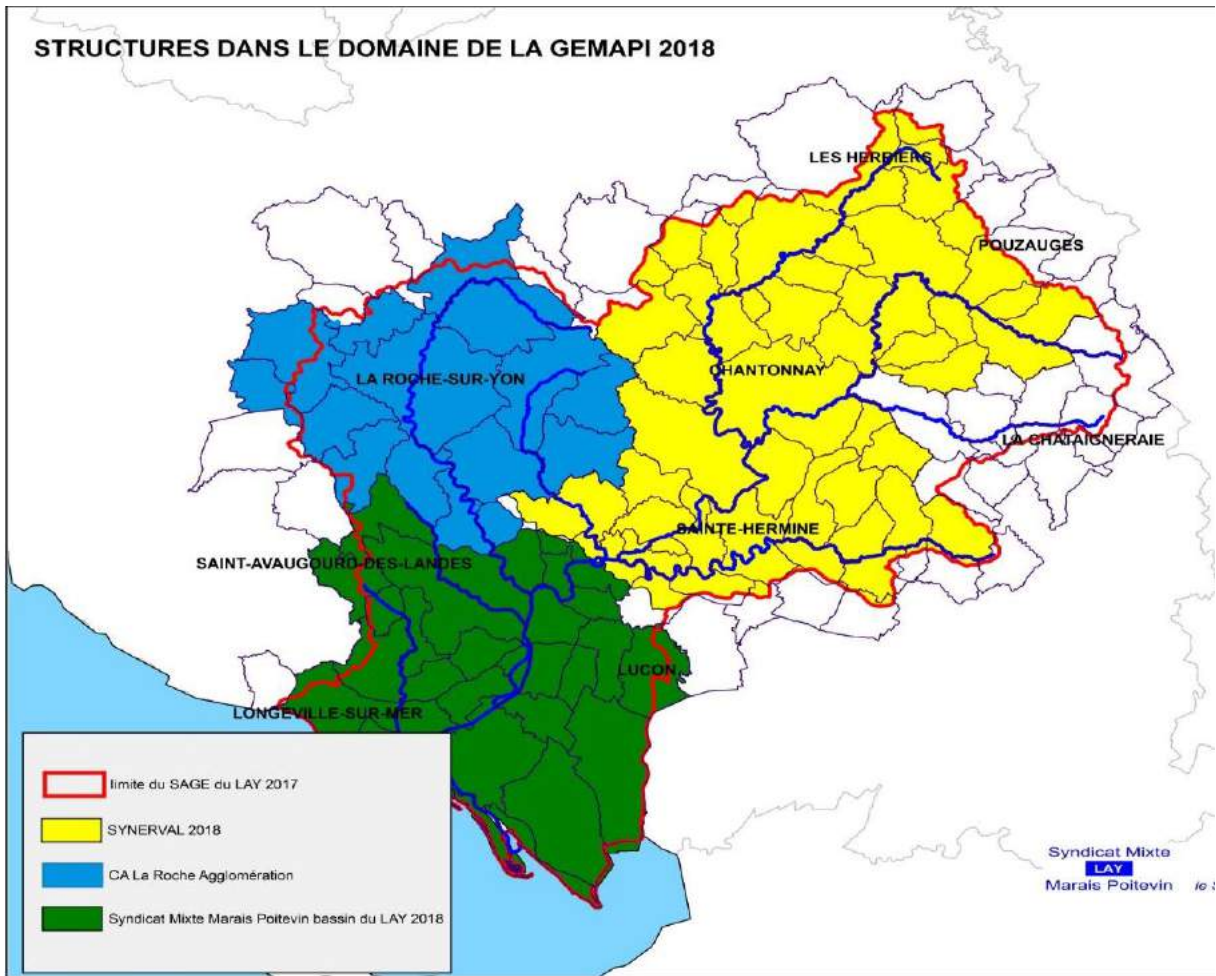 STRUCTURES DANS LE DOMAINE DE LA GEMAPI 2018
LES HERBIERS
POUZAUGES
LA ROCHE-SUR-YON
CHANTONNAY
LA CHATAIGNERAIE
SAINTE-HERMINE
SAINT-AVAUGOURD-DES-LANDES
LUCON
LONGEVILLE-SUR-MER
limite du SAGE du LAY 2017
SYNERVAL 2018
CA La Roche Agglomération
Syndicat Mixte Marais Poitevin bassin du LAY 2018
Syndicat Mixte
LAY
Marais Poitevin le